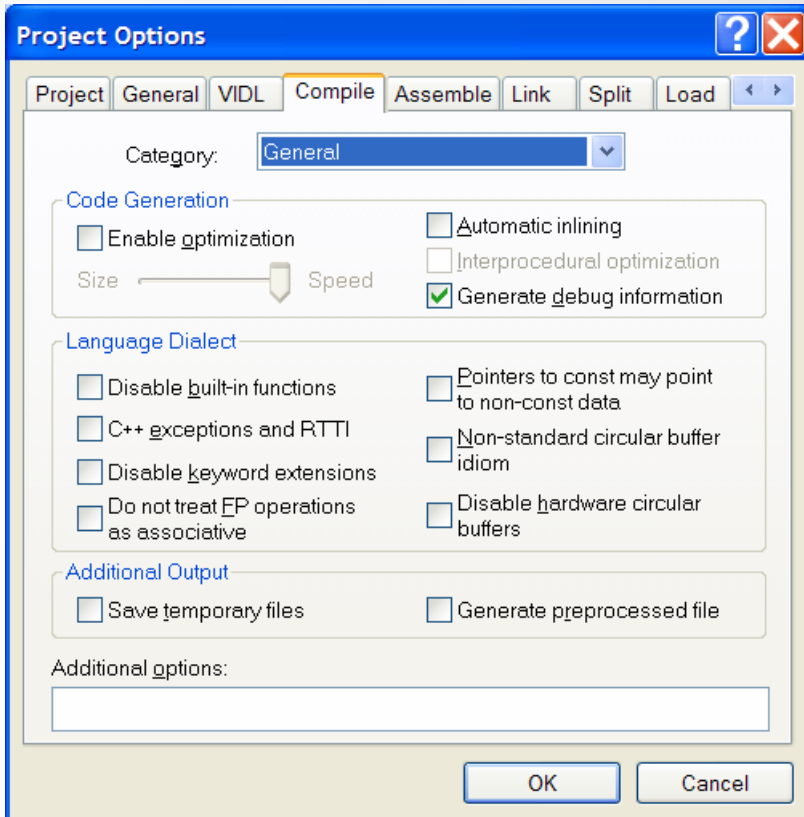 Project Options
Project General VIDL Compile Assemble Link Split Load
Category: General
Code Generation
Enable optimization
Size Speed
Automatic inlining
Interprocedural optimization
Generate debug information
Language Dialect
Disable built-in functions
C++ exceptions and RTTI
Disable keyword extensions
Do not treat FP operations
as associative
Pointers to const may point
to non-const data
Non-standard circular buffer
idiom
Disable hardware circular
buffers
Additional Output
Save temporary files
Generate preprocessed file
Additional options:
OK Cancel